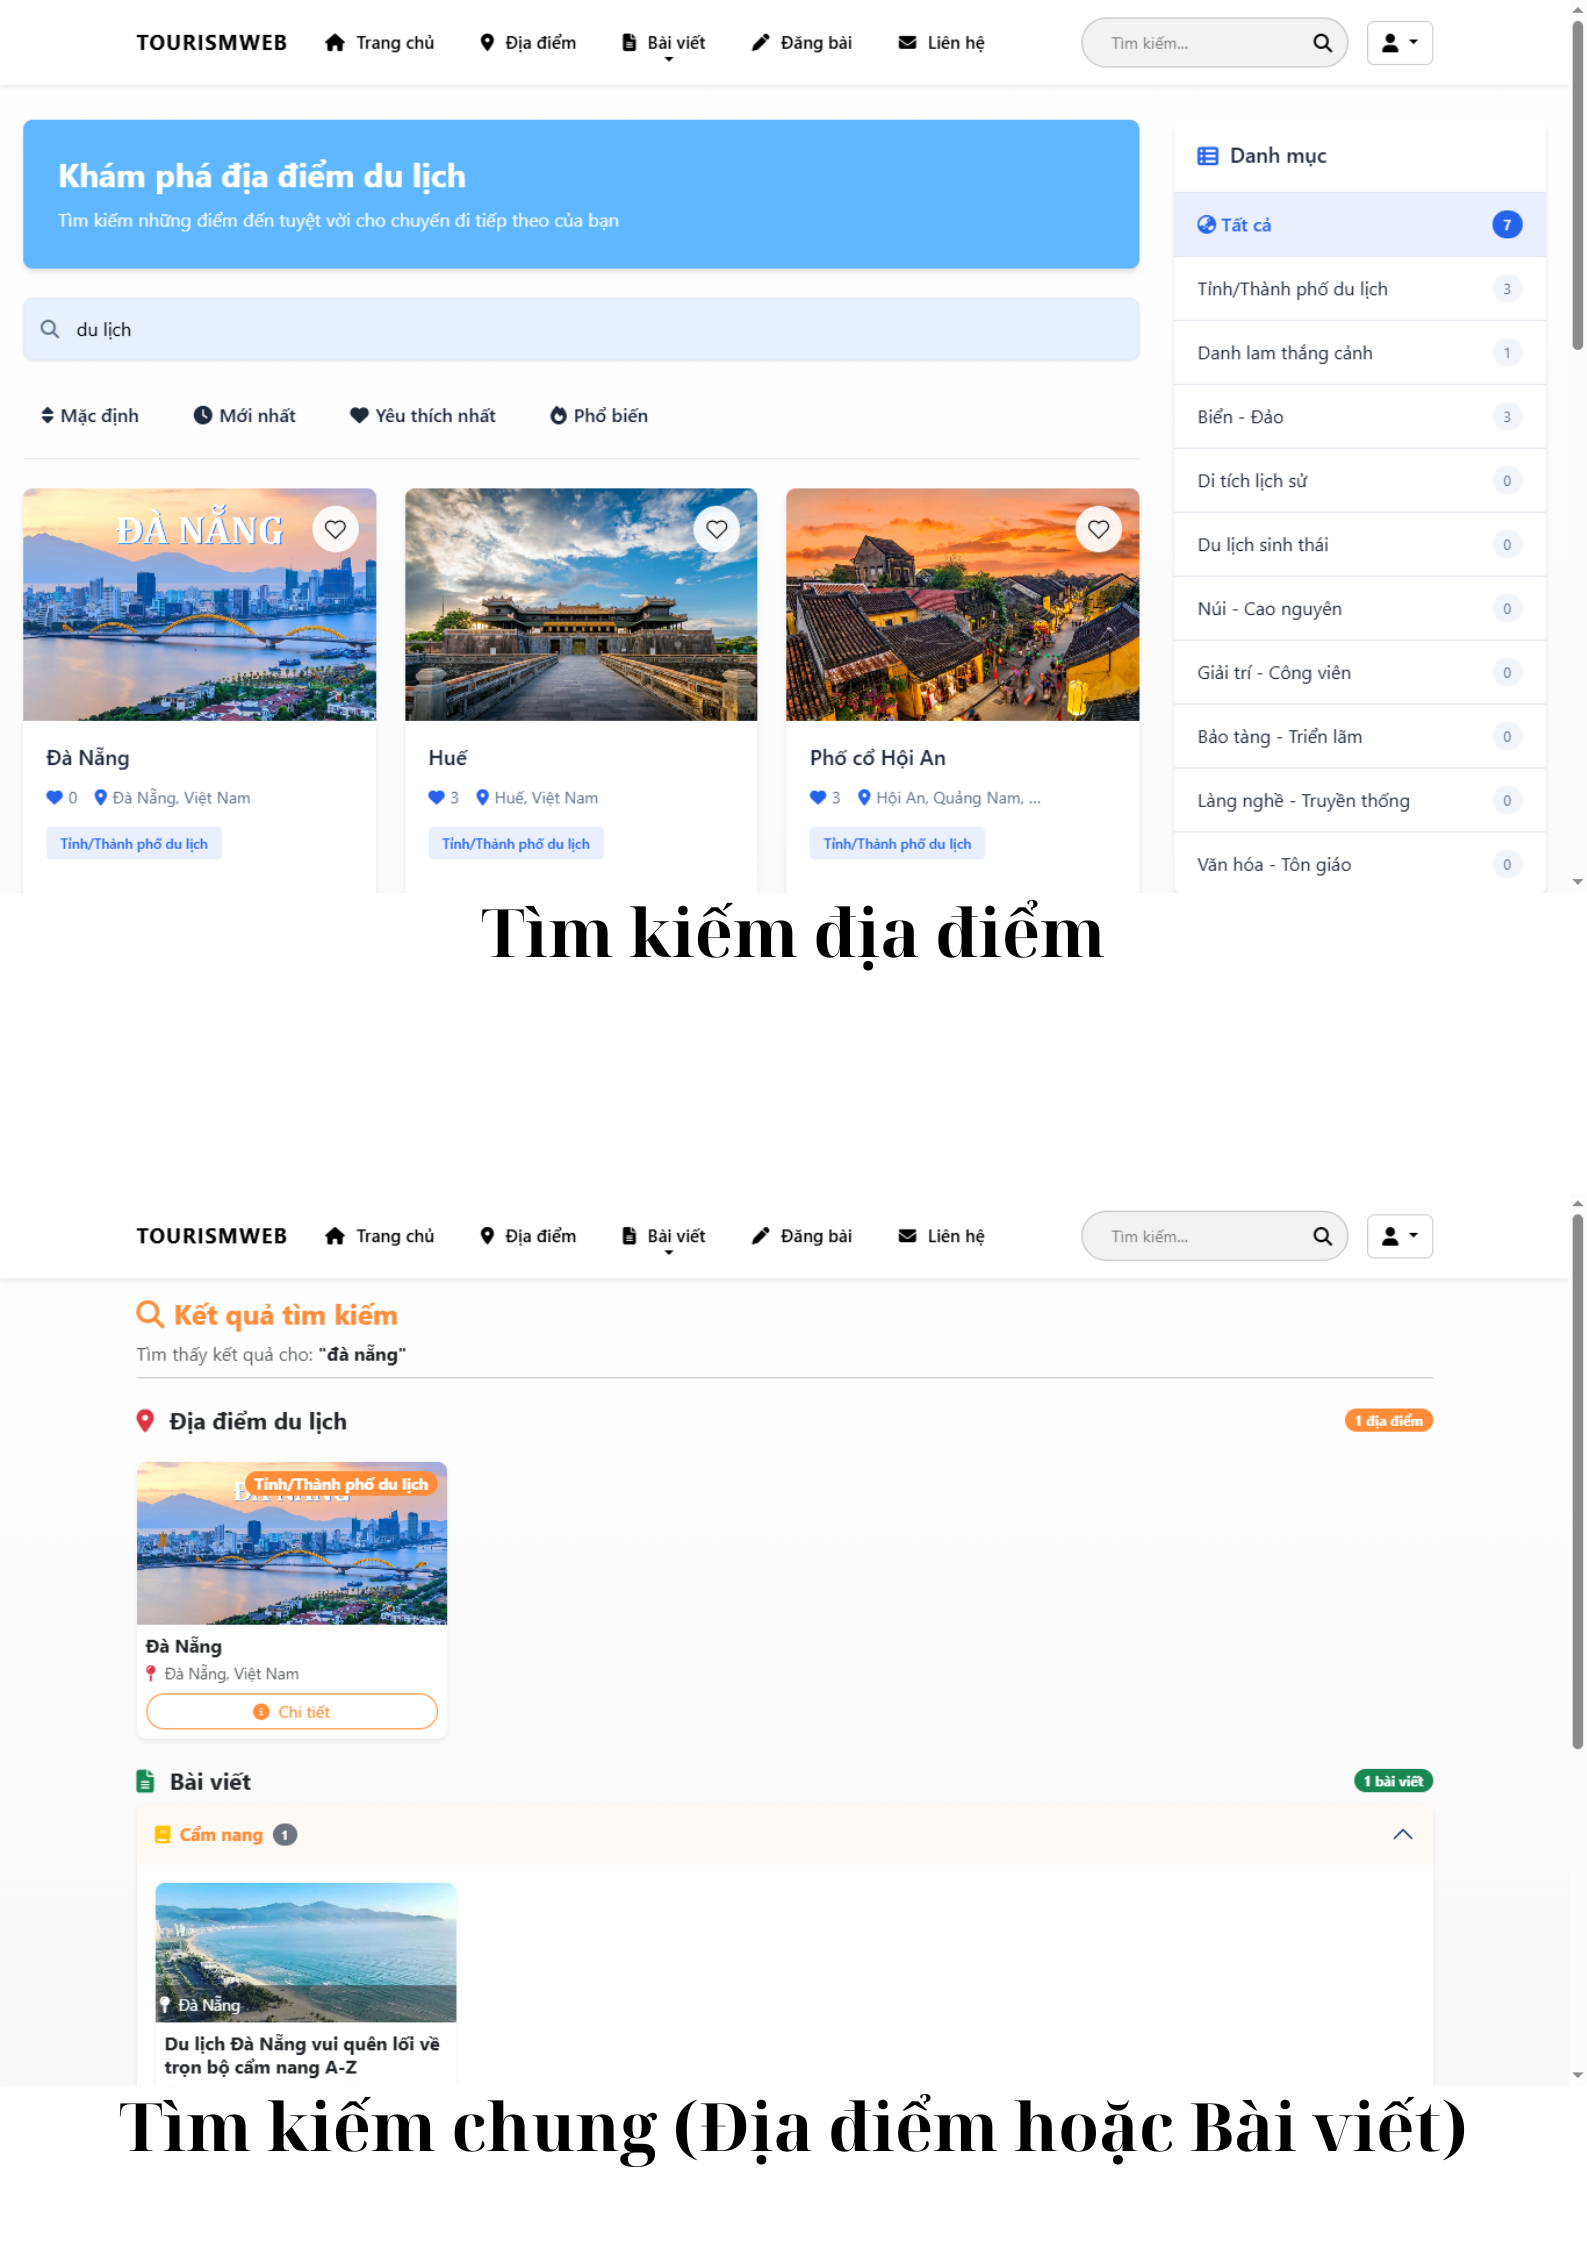 TOURISMWEB Trang chủ Địa điểm Bài viết Đăng bài Liên hệ Tìm kiếm...
Khám phá địa điểm du lịch
Tìm kiếm những điểm đến tuyệt vời cho chuyến đi tiếp theo của bạn
du lịch
Mặc định Mới nhất Yêu thích nhất Phổ biến
ĐÀ NẴNG
Đà Nẵng
0 Đà Nẵng, Việt Nam
Tỉnh/Thành phố du lịch
Huế
3 Huế, Việt Nam
Tỉnh/Thành phố du lịch
Phố cổ Hội An
3 Hội An, Quảng Nam, ...
Tỉnh/Thành phố du lịch
Danh mục
Tất cả 7
Tỉnh/Thành phố du lịch 3
Danh lam thắng cảnh 1
Biển - Đảo 3
Di tích lịch sử 0
Du lịch sinh thái 0
Núi - Cao nguyên 0
Giải trí - Công viên 0
Bảo tàng - Triển lãm 0
Làng nghề - Truyền thống 0
Văn hóa - Tôn giáo 0
Tìm kiếm địa điểm
TOURISMWEB Trang chủ Địa điểm Bài viết Đăng bài Liên hệ Tìm kiếm...
Kết quả tìm kiếm
Tìm thấy kết quả cho: "đà nẵng"
Địa điểm du lịch 1 địa điểm
Tỉnh/Thành phố du lịch
Đà Nẵng
Đà Nẵng, Việt Nam
Chi tiết
Bài viết 1 bài viết
Cẩm nang 1
Đà Nẵng
Du lịch Đà Nẵng vui quên lối về
trọn bộ cẩm nang A-Z
Tìm kiếm chung (Địa điểm hoặc Bài viết)